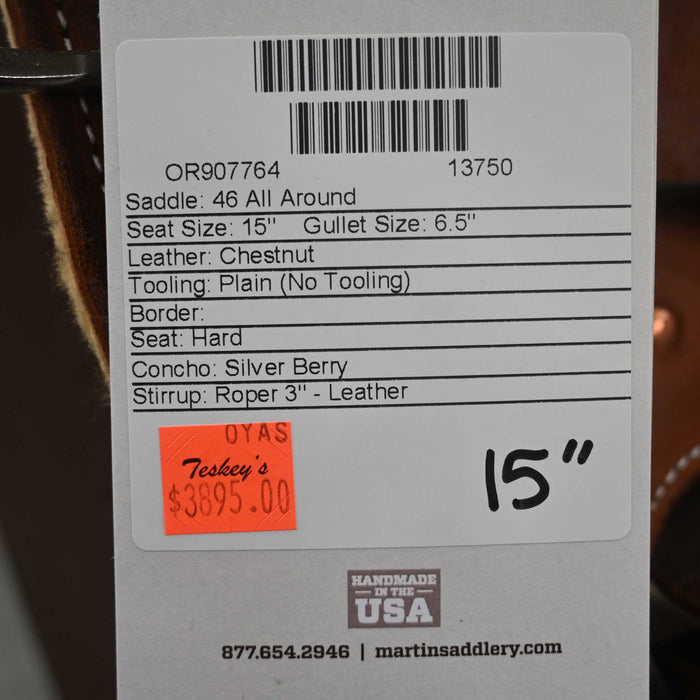 OR907764 13750
Saddle: 46 All Around
Seat Size: 15" Gullet Size: 6.5"
Leather: Chestnut
Tooling: Plain (No Tooling)
Border:
Seat: Hard
Concho: Silver Berry
Stirrup: Roper 3" - Leather
OYAS
Teskey's
$3895.00
15"
HANDMADE
IN THE
USA
877.654.2946 | martinsaddlery.com